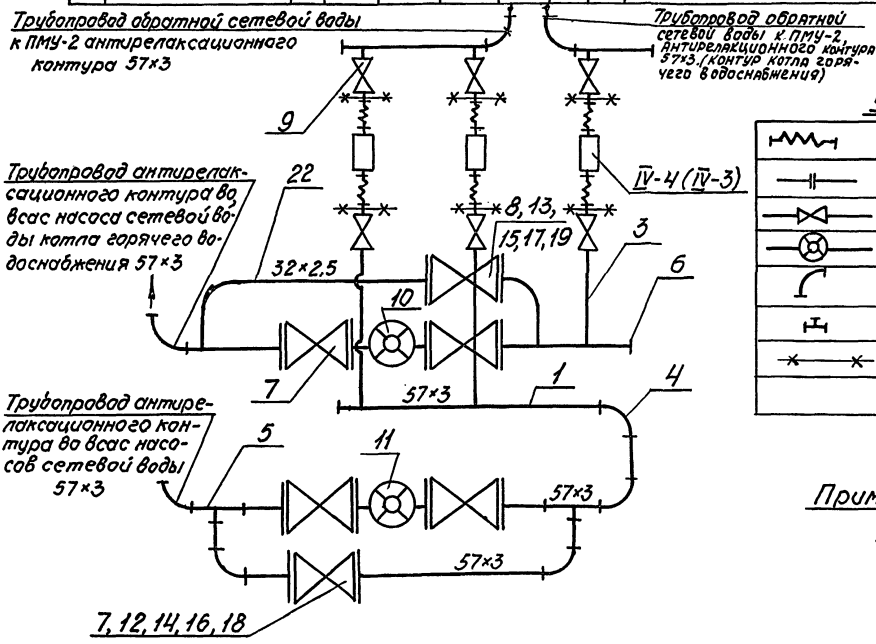 Трубопровод обратной сетевой воды
к ПМУ-2 антирелаксационного
контура 57×3
Трубопровод обратной
сетевой воды к ПМУ-2,
антирелакционного контура
57×3. (контур котла горя-
чего водоснабжения)
9
Трубопровод антирелак-
сационного контура во
всас насоса сетевой во-
ды котла горячего во-
доснабжения 57×3
22
IV-4 (IV-3)
8, 13,
15, 17, 19
3
6
32×2,5
10
7
57×3
1
4
Трубопровод антире-
лаксационного кон-
тура во всас насо-
сов сетевой воды
57×3
5
11
57×3
57×3
7, 12, 14, 16, 18
Прим